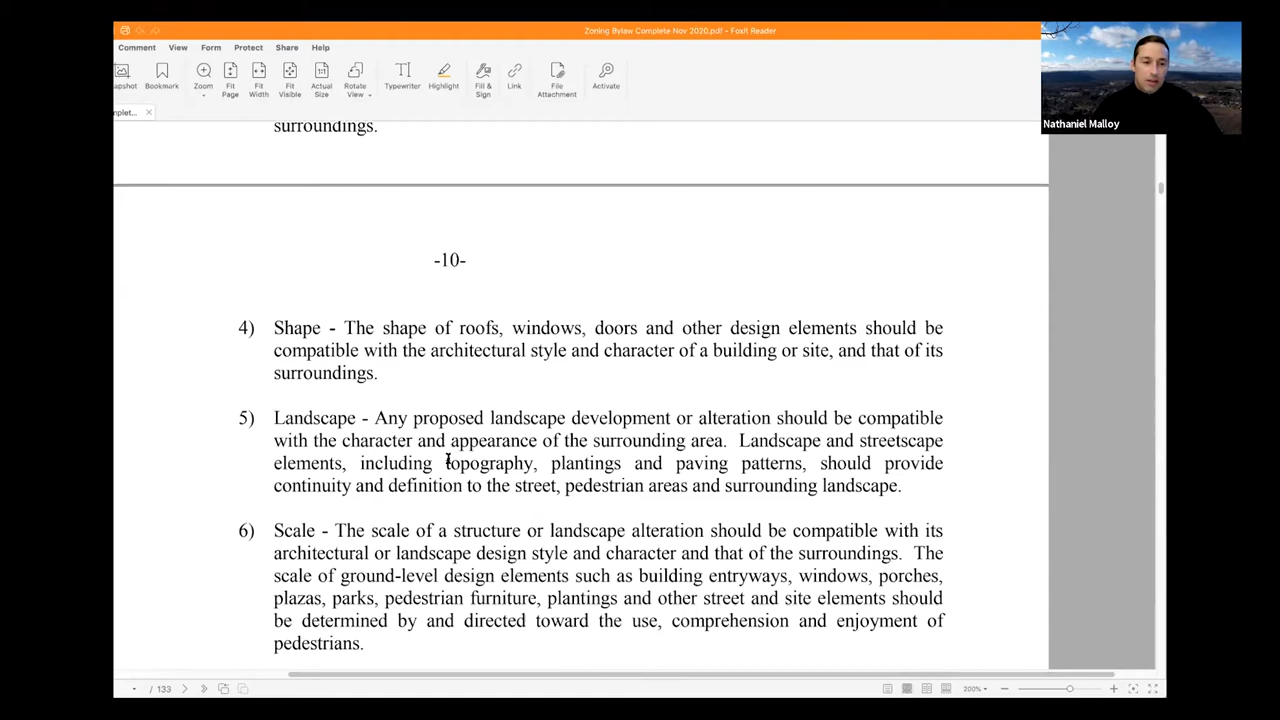 Zoning Bylaw Complete Nov 2020.pdf - Foxit Reader
Comment View Form Protect Share Help
apshot Bookmark Zoom Fit Page Fit Width Fit Visible Actual Size Rotate View Typewriter Highlight Fill & Sign Link File Attachment Activate
mplet...
Nathaniel Malloy
surroundings.
-10-
4) Shape - The shape of roofs, windows, doors and other design elements should be
compatible with the architectural style and character of a building or site, and that of its
surroundings.
5) Landscape - Any proposed landscape development or alteration should be compatible
with the character and appearance of the surrounding area. Landscape and streetscape
elements, including topography, plantings and paving patterns, should provide
continuity and definition to the street, pedestrian areas and surrounding landscape.
6) Scale - The scale of a structure or landscape alteration should be compatible with its
architectural or landscape design style and character and that of the surroundings. The
scale of ground-level design elements such as building entryways, windows, porches,
plazas, parks, pedestrian furniture, plantings and other street and site elements should
be determined by and directed toward the use, comprehension and enjoyment of
pedestrians.
/ 133
200%